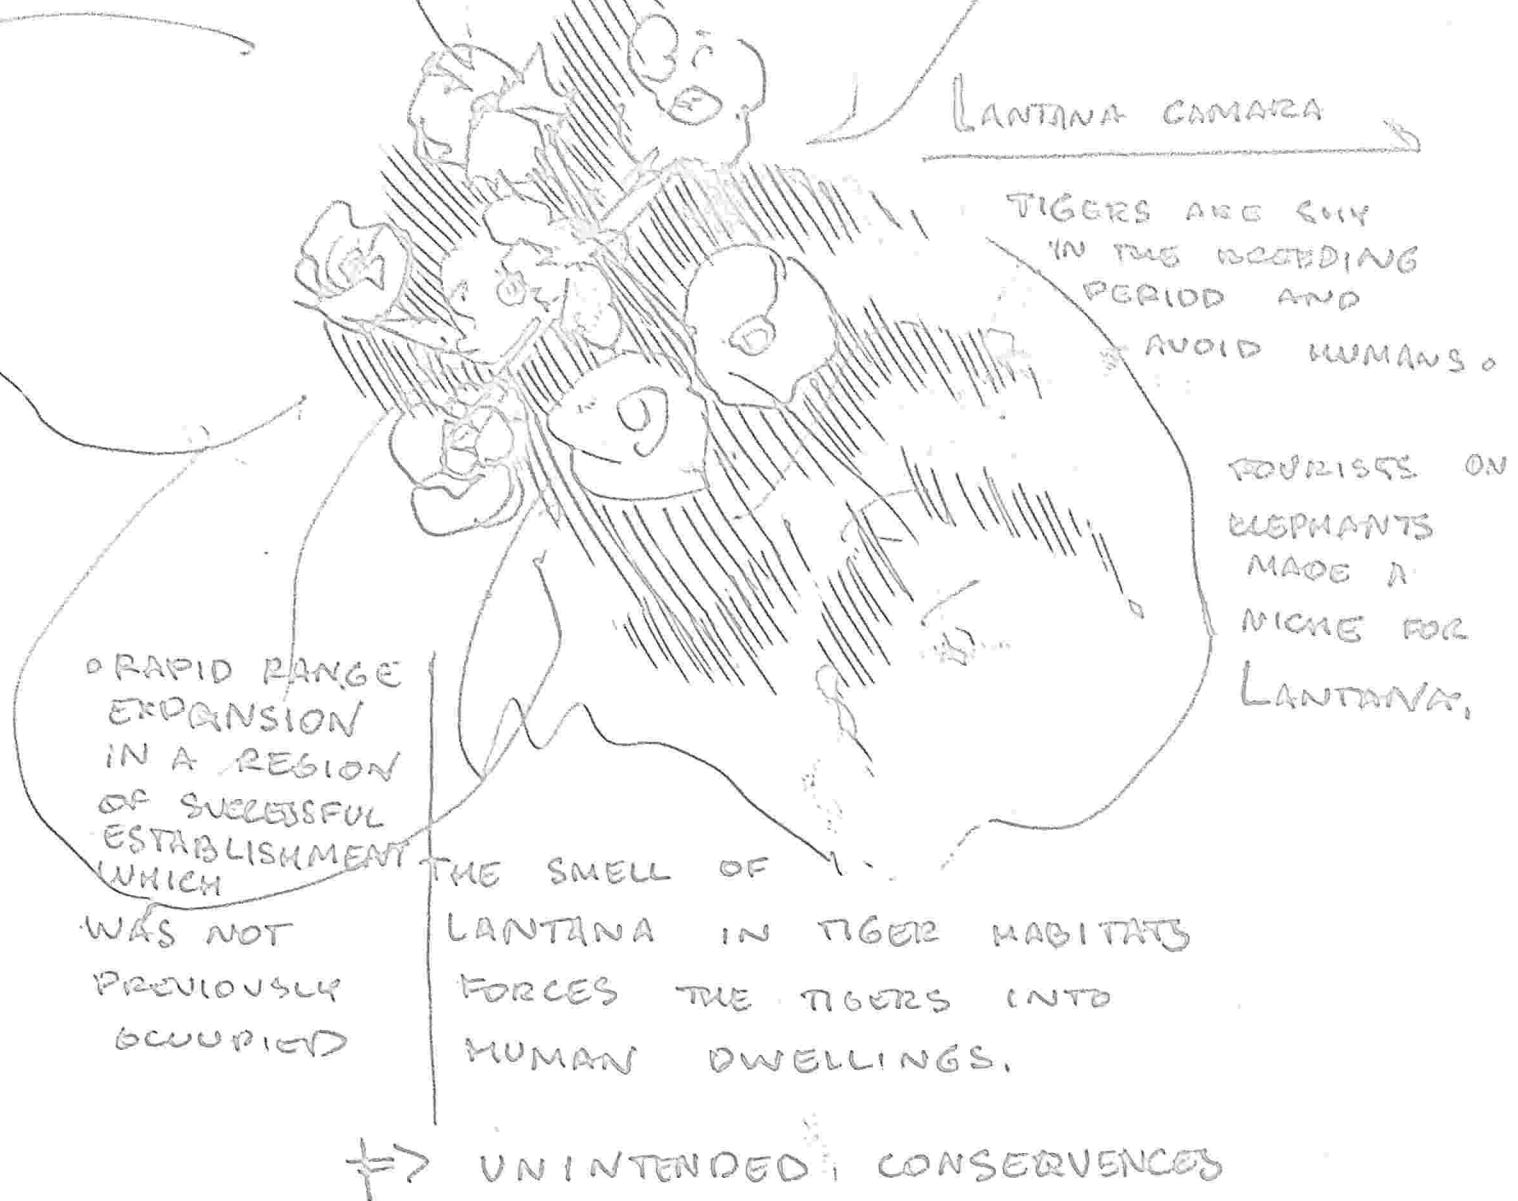 LANTANA CAMARA
TIGERS ARE SHY
IN THE BREEDING
PERIOD AND
AVOID HUMANS.
TOURISTS ON
ELEPHANTS
MADE A
NICHE FOR
LANTANA.
RAPID RANGE
EXPANSION
IN A REGION
OF SUCCESSFUL
ESTABLISHMENT
WHICH
WAS NOT
PREVIOUSLY
OCUUPIED
THE SMELL OF
LANTANA IN TIGER HABITATS
FORCES THE TIGERS INTO
HUMAN DWELLINGS.
=> UNINTENDED CONSEQUENCES